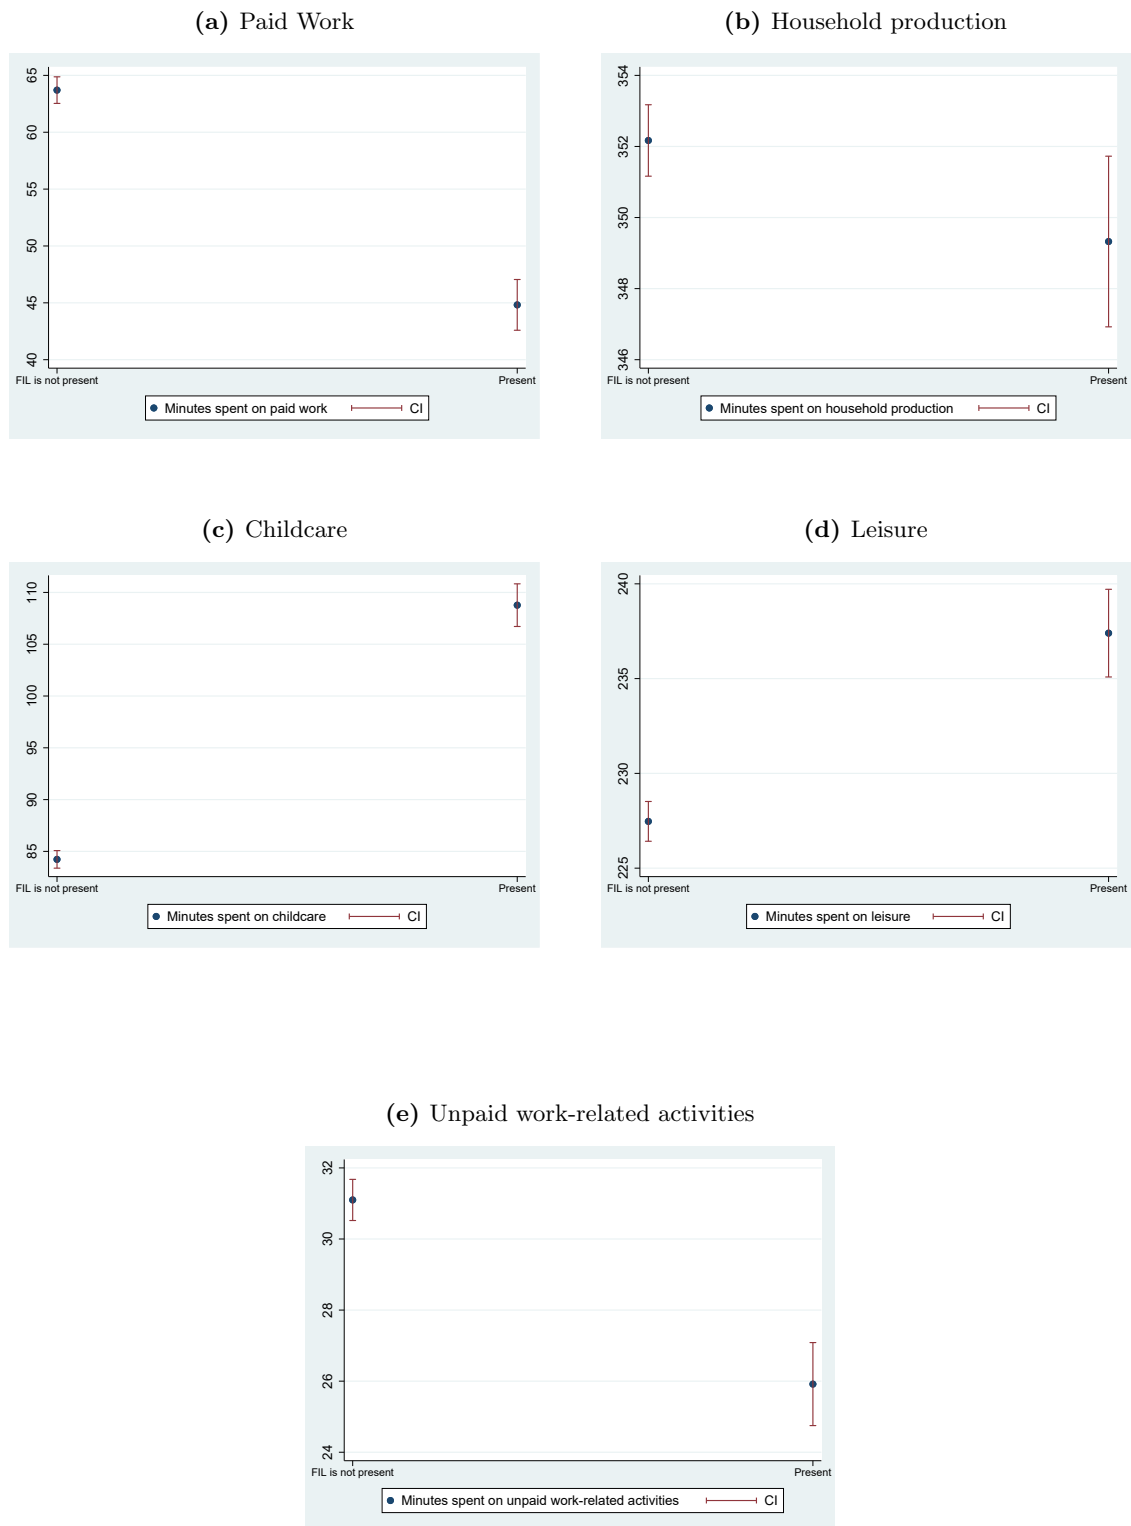 (a) Paid Work
65
60
55
50
45
40
FIL is not present
Present
Minutes spent on paid work CI
(b) Household production
354
352
350
348
346
FIL is not present
Present
Minutes spent on household production CI
(c) Childcare
110
105
100
95
90
85
FIL is not present
Present
Minutes spent on childcare CI
(d) Leisure
240
235
230
225
FIL is not present
Present
Minutes spent on leisure CI
(e) Unpaid work-related activities
32
30
28
26
24
FIL is not present
Present
Minutes spent on unpaid work-related activities CI